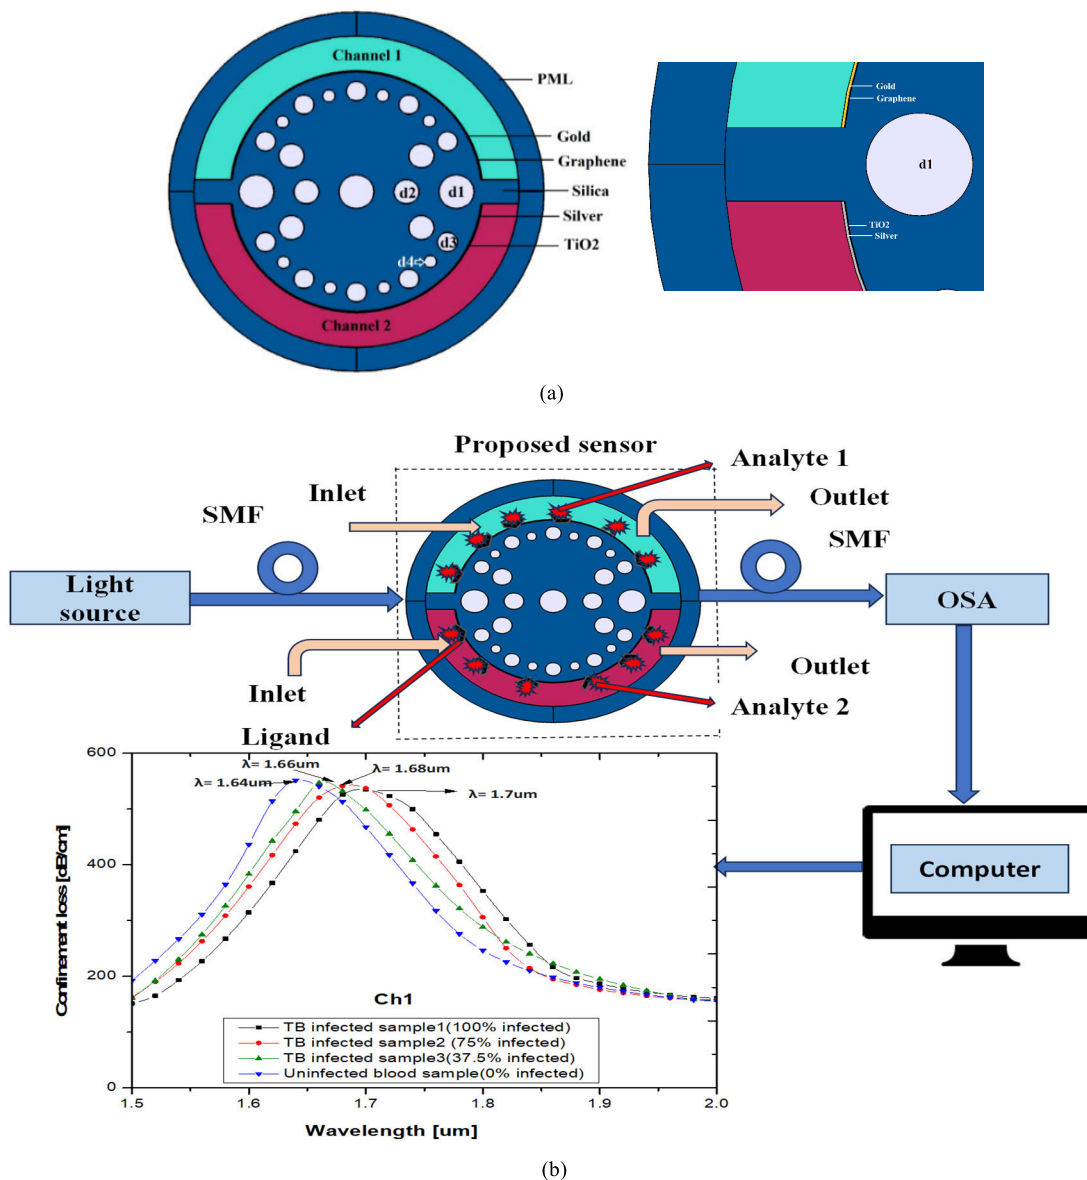 Channel 1
PML
Gold
Graphene
d2
d1
Silica
Silver
d3
TiO2
d4
Channel 2
Gold
Graphene
d1
TiO2
Silver
(a)
Proposed sensor
Analyte 1
Inlet
Outlet
SMF
SMF
Light
source
OSA
Inlet
Outlet
Analyte 2
Ligand
Computer
600
400
200
0
λ= 1.66um
λ= 1.64um
λ= 1.68um
λ= 1.7um
Confinement loss [dB/cm]
Ch1
TB infected sample1(100% infected)
TB infected sample2 (75% infected)
TB infected sample3(37.5% infected)
Uninfected blood sample(0% infected)
1.5 1.6 1.7 1.8 1.9 2.0
Wavelength [um]
(b)